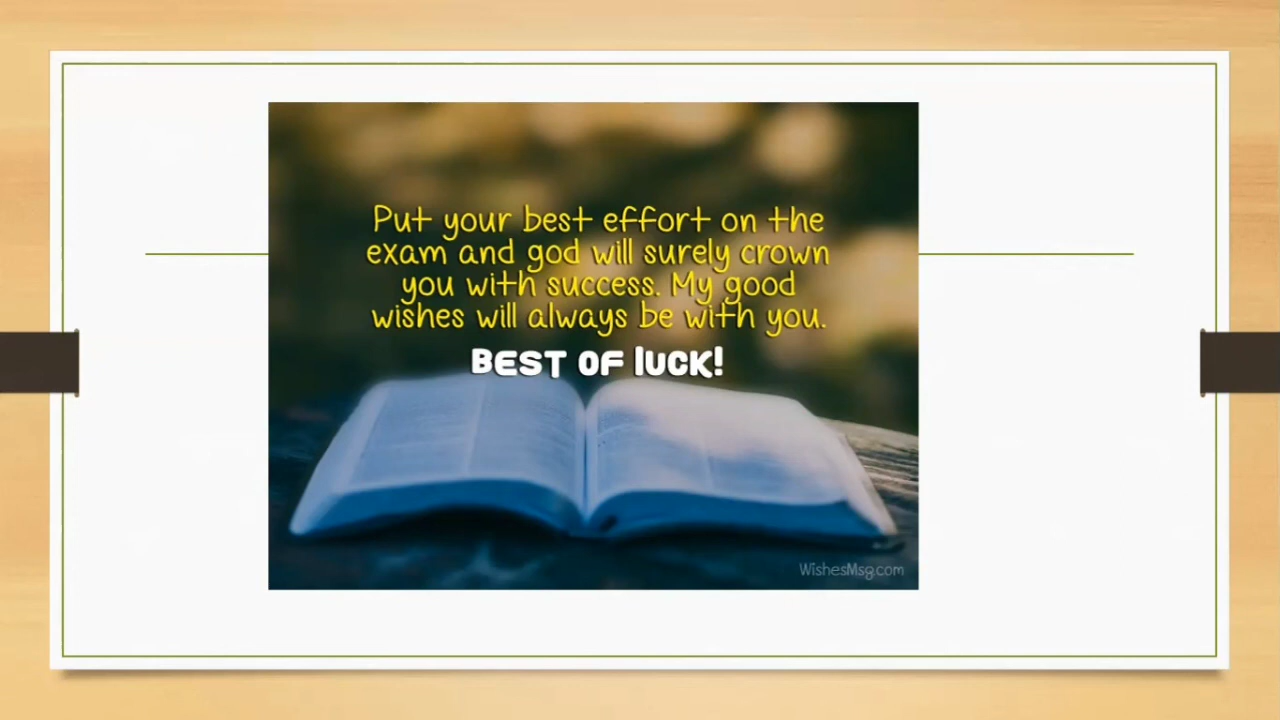 Put your best effort on the
exam and god will surely crown
you with success. My good
wishes will always be with you.
BEST OF lUCK!
WishesMsg.com